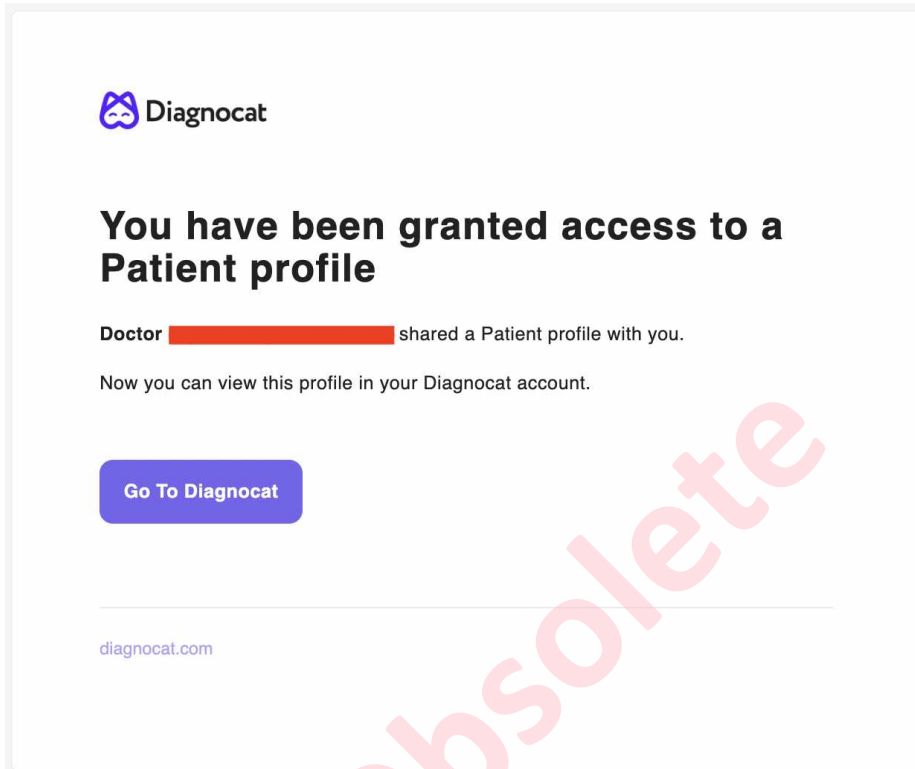 Diagnocat
You have been granted access to a
Patient profile
Doctor shared a Patient profile with you.
Now you can view this profile in your Diagnocat account.
Go To Diagnocat
diagnocat.com
obsolete